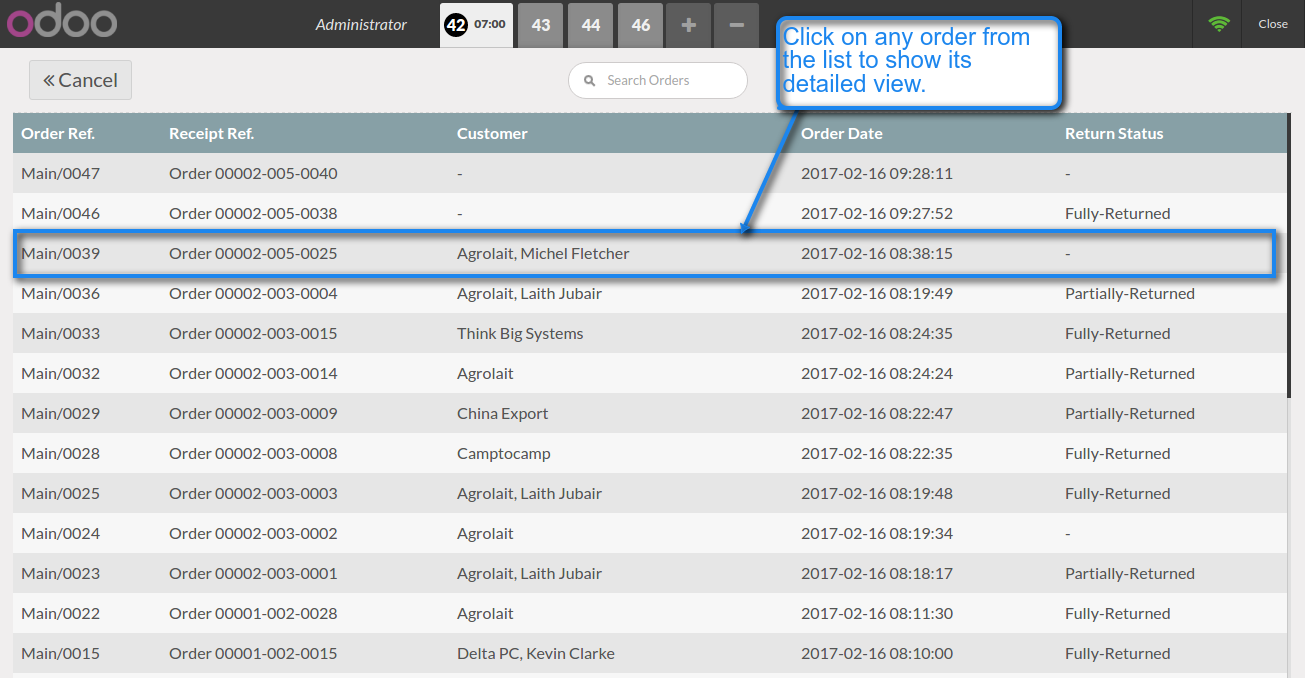 odoo Administrator 42 07:00 43 44 46 + − Close
Click on any order from
the list to show its
detailed view.
« Cancel Search Orders
Order Ref. Receipt Ref. Customer Order Date Return Status
Main/0047 Order 00002-005-0040 - 2017-02-16 09:28:11 -
Main/0046 Order 00002-005-0038 - 2017-02-16 09:27:52 Fully-Returned
Main/0039 Order 00002-005-0025 Agrolait, Michel Fletcher 2017-02-16 08:38:15 -
Main/0036 Order 00002-003-0004 Agrolait, Laith Jubair 2017-02-16 08:19:49 Partially-Returned
Main/0033 Order 00002-003-0015 Think Big Systems 2017-02-16 08:24:35 Fully-Returned
Main/0032 Order 00002-003-0014 Agrolait 2017-02-16 08:24:24 Partially-Returned
Main/0029 Order 00002-003-0009 China Export 2017-02-16 08:22:47 Partially-Returned
Main/0028 Order 00002-003-0008 Camptocamp 2017-02-16 08:22:35 Fully-Returned
Main/0025 Order 00002-003-0003 Agrolait, Laith Jubair 2017-02-16 08:19:48 Fully-Returned
Main/0024 Order 00002-003-0002 Agrolait 2017-02-16 08:19:34 -
Main/0023 Order 00002-003-0001 Agrolait, Laith Jubair 2017-02-16 08:18:17 Partially-Returned
Main/0022 Order 00001-002-0028 Agrolait 2017-02-16 08:11:30 Fully-Returned
Main/0015 Order 00001-002-0015 Delta PC, Kevin Clarke 2017-02-16 08:10:00 Fully-Returned